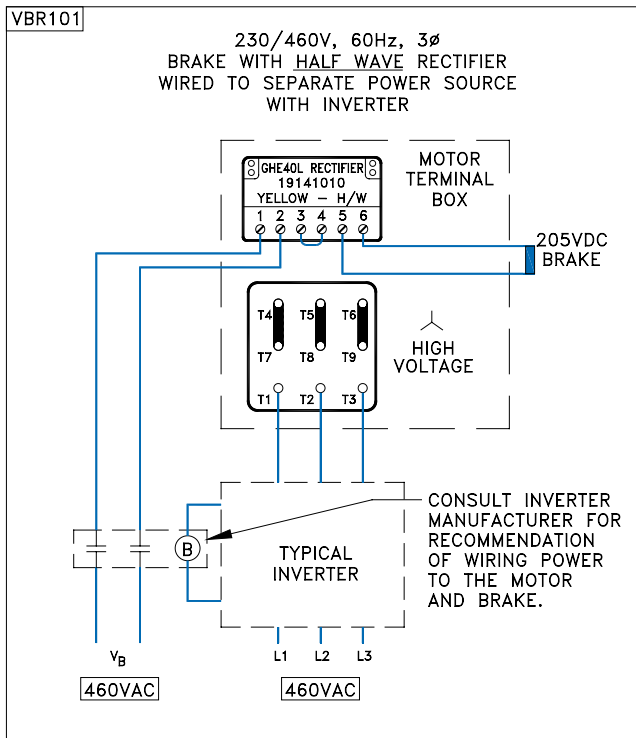 VBR101
230/460V, 60Hz, 3ø
BRAKE WITH HALF WAVE RECTIFIER
WIRED TO SEPARATE POWER SOURCE
WITH INVERTER
MOTOR
TERMINAL
BOX
GHE40L RECTIFIER
19141010
YELLOW - H/W
1 2 3 4 5 6
205VDC
BRAKE
T4 T5 T6
T7 T8 T9
T1 T2 T3
HIGH
VOLTAGE
CONSULT INVERTER
MANUFACTURER FOR
RECOMMENDATION
OF WIRING POWER
TO THE MOTOR
AND BRAKE.
B
TYPICAL
INVERTER
VB
L1 L2 L3
460VAC
460VAC